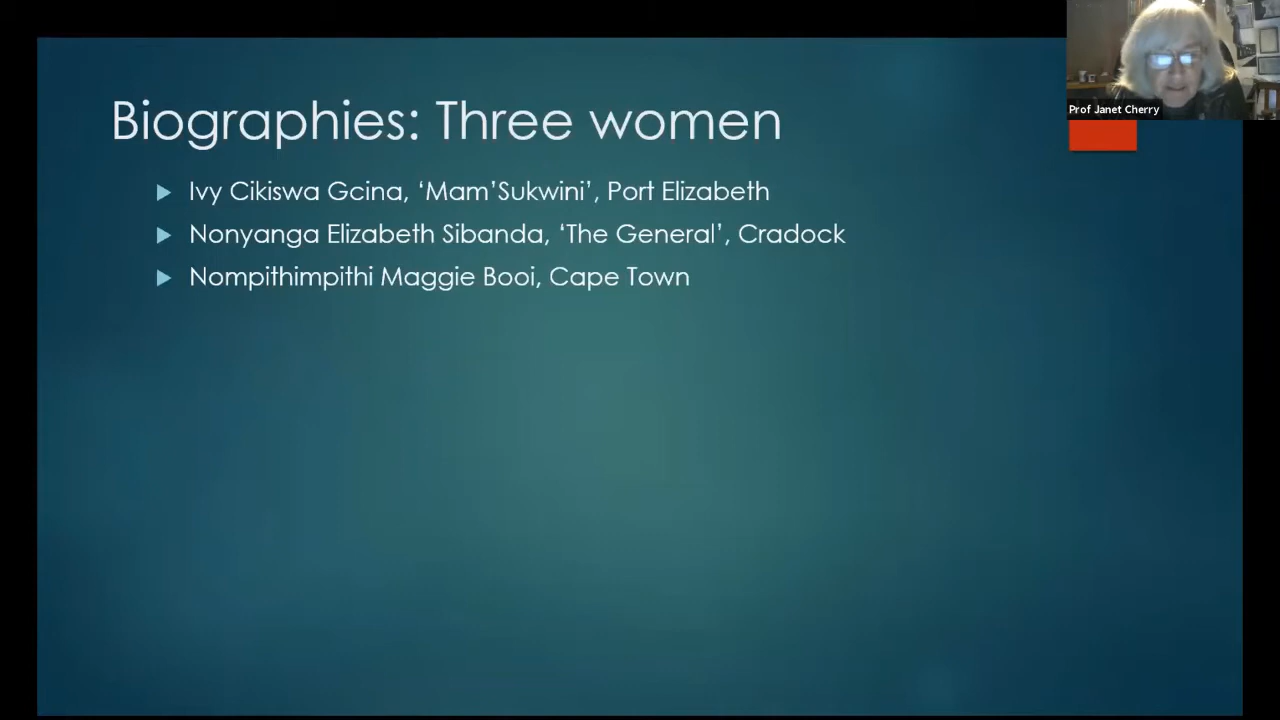 Prof Janet Cherry
Biographies: Three women
Ivy Cikiswa Gcina, ‘Mam’Sukwini’, Port Elizabeth
Nonyanga Elizabeth Sibanda, ‘The General’, Cradock
Nompithimpithi Maggie Booi, Cape Town